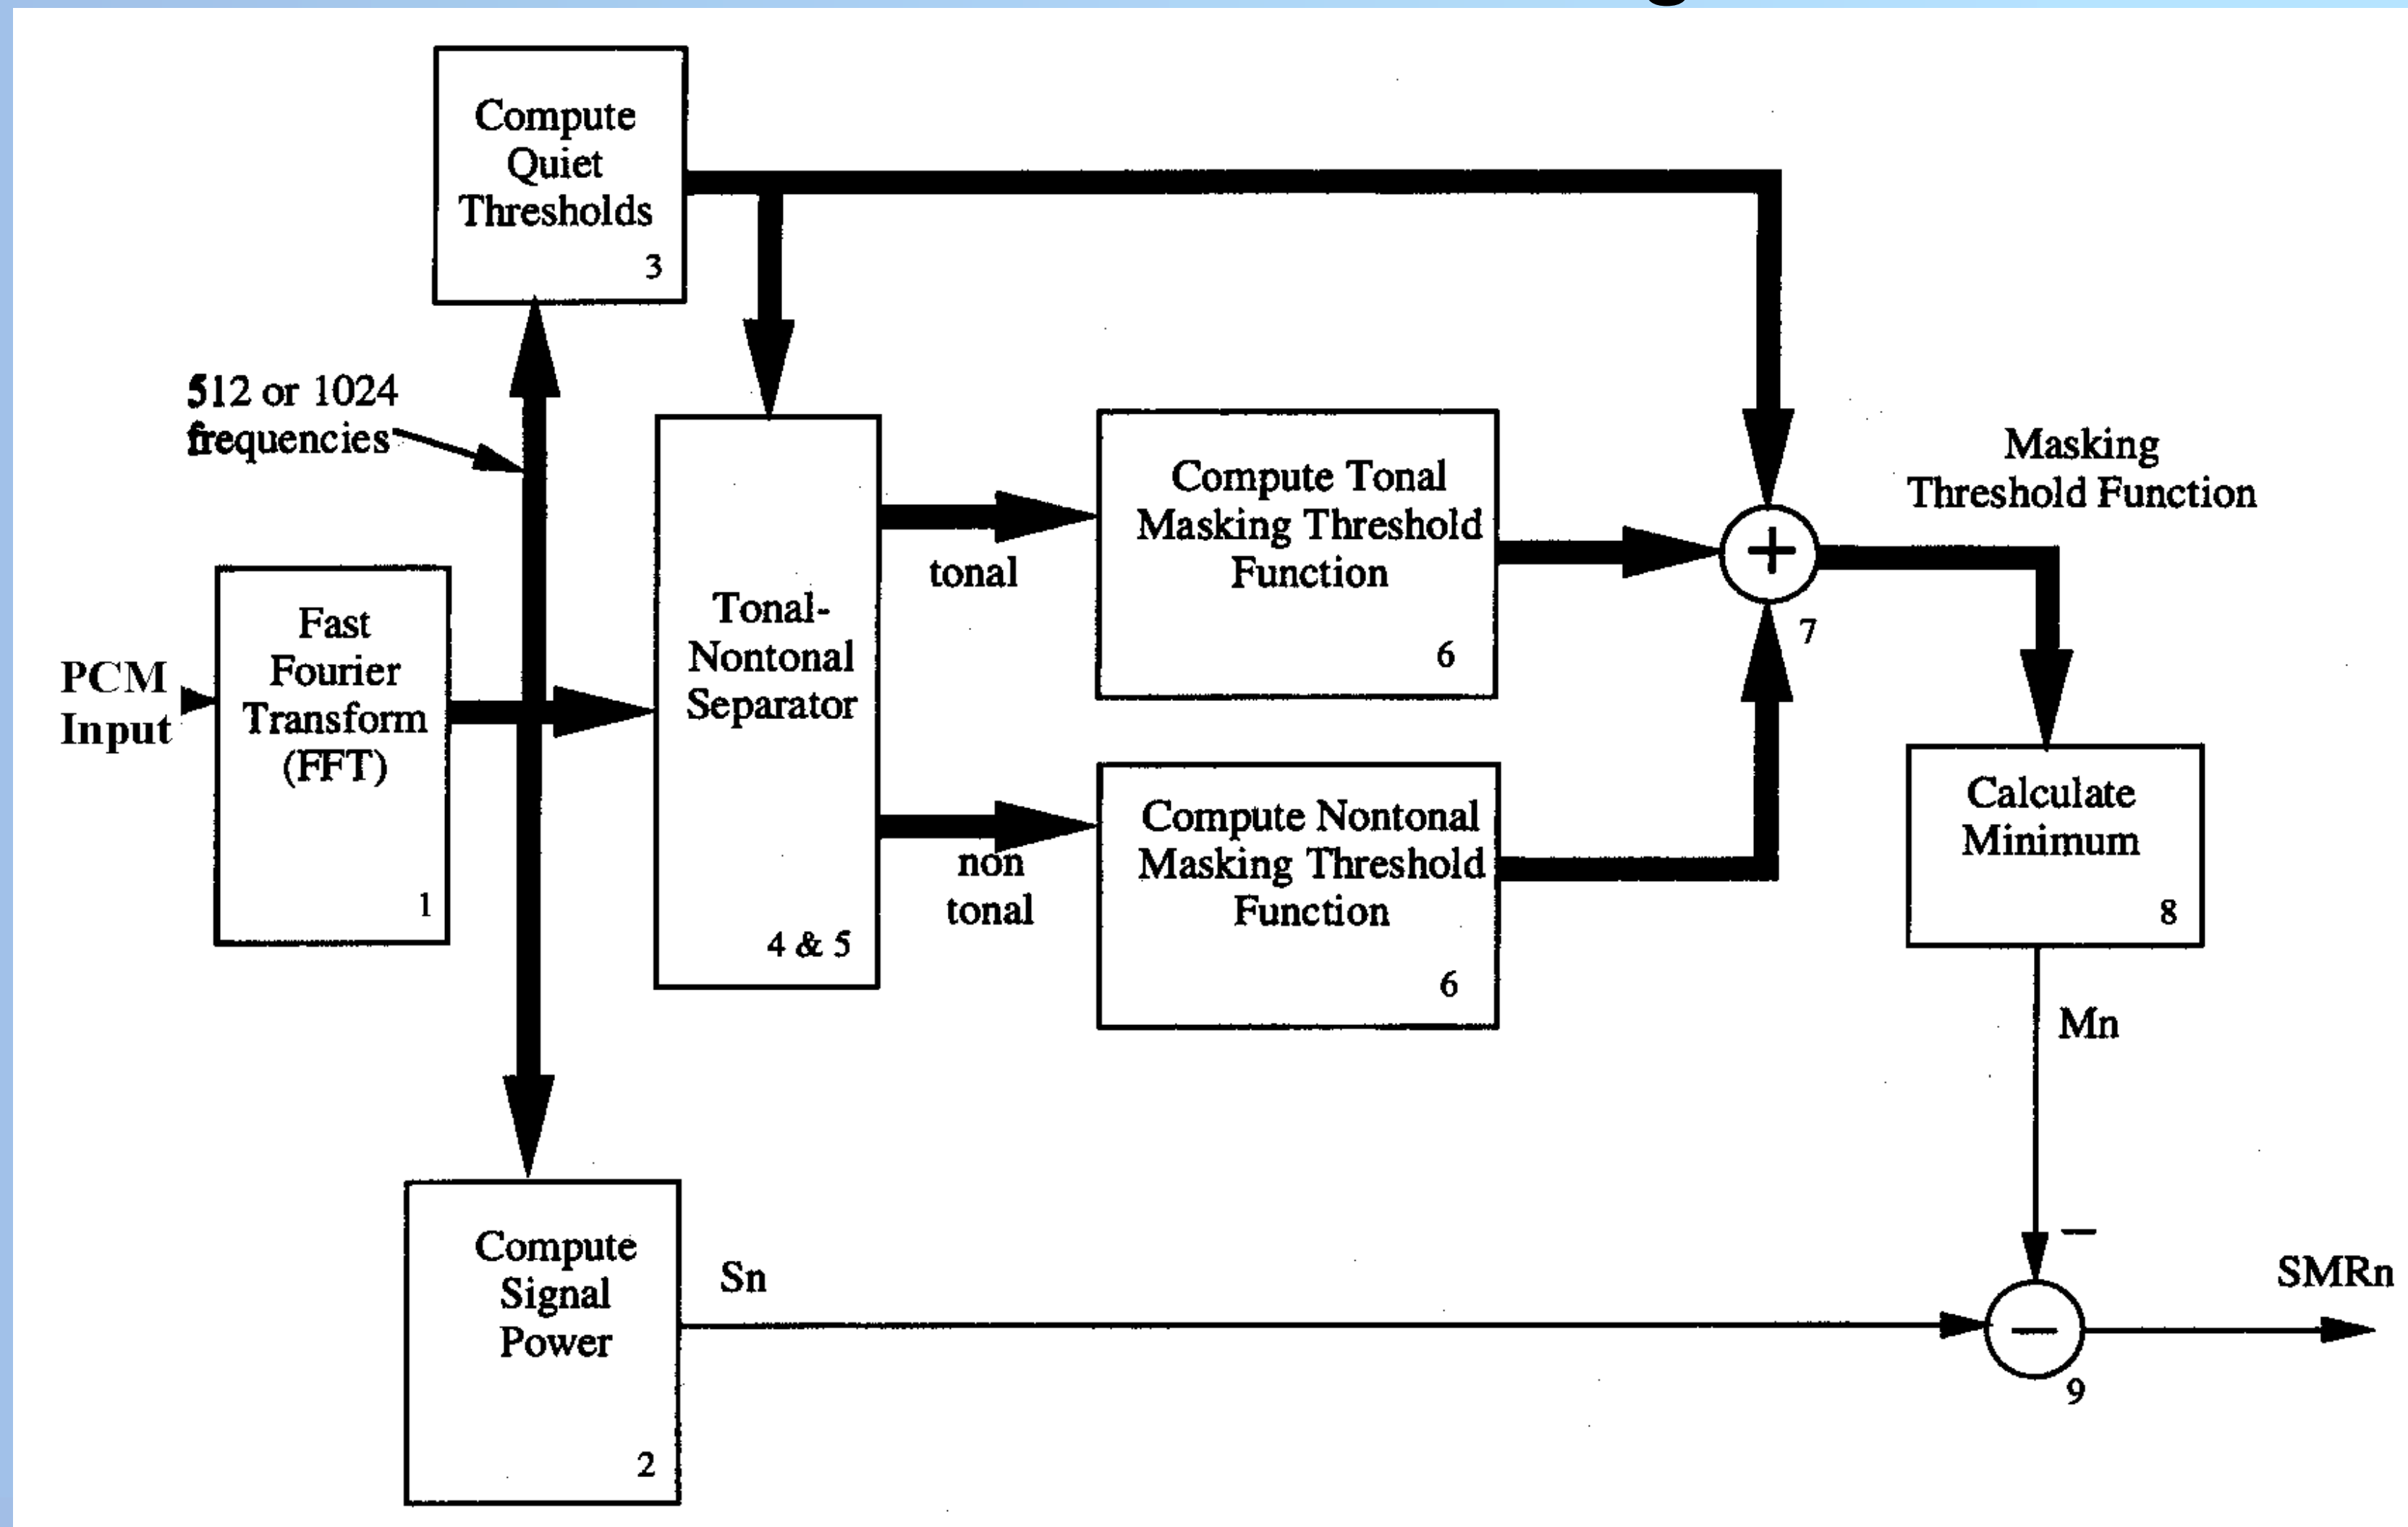 Compute
Quiet
Thresholds
3
512 or 1024
frequencies
Fast
Fourier
Transform
(FFT)
1
PCM
Input
Tonal-
Nontonal
Separator
4 & 5
tonal
non
tonal
Compute Tonal
Masking Threshold
Function
6
Compute Nontonal
Masking Threshold
Function
6
+
7
Masking
Threshold Function
Calculate
Minimum
8
Mn
Compute
Signal
Power
2
Sn
−
−
9
SMRn